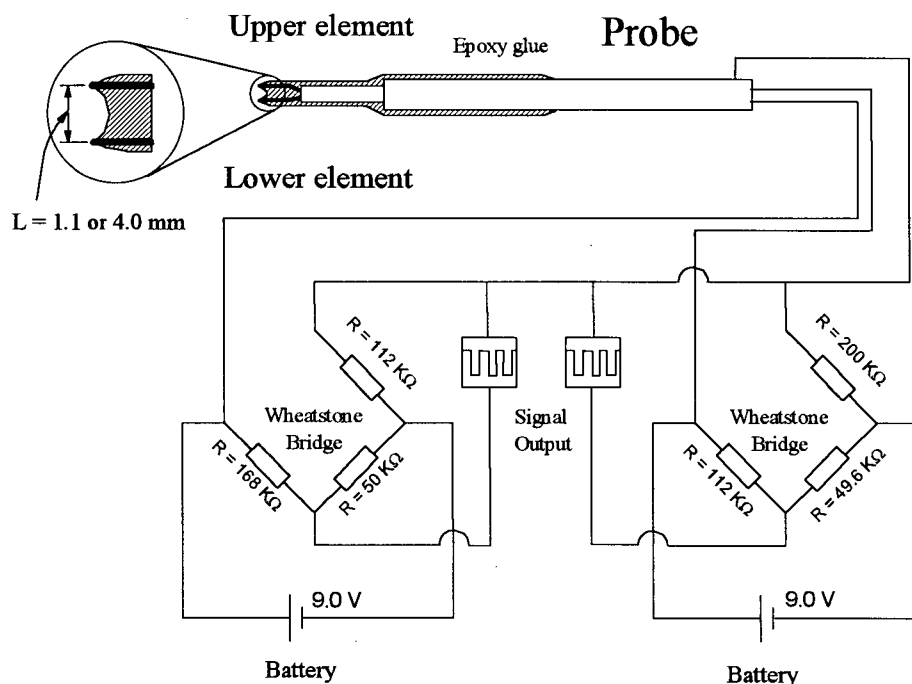 Upper element
Epoxy glue
Probe
Lower element
L = 1.1 or 4.0 mm
R = 112 KΩ
R = 200 KΩ
Wheatstone
Bridge
Signal
Output
Wheatstone
Bridge
R = 168 KΩ
R = 50 KΩ
R = 112 KΩ
R = 49.6 KΩ
9.0 V
9.0 V
Battery
Battery